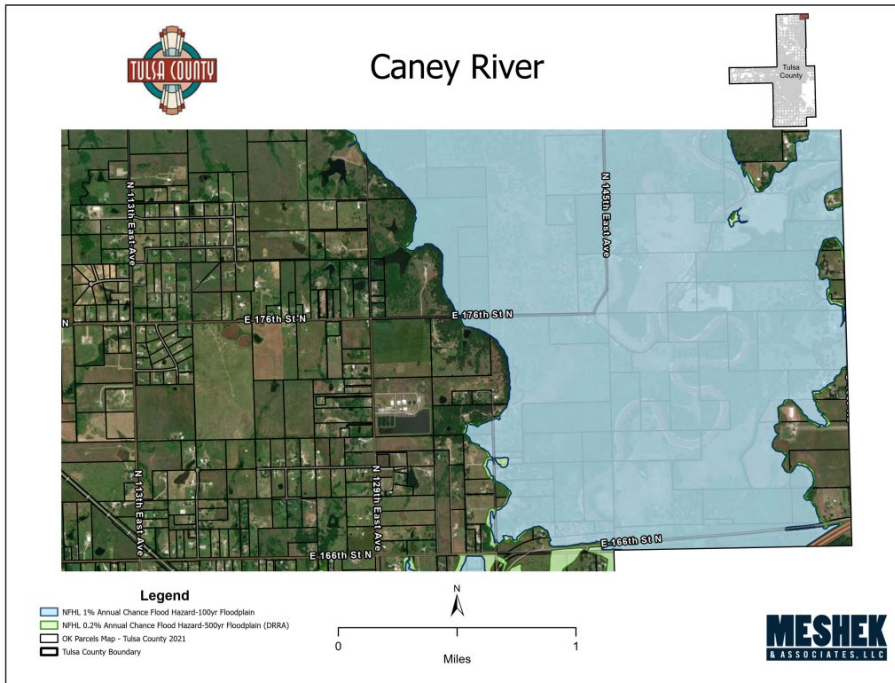 TULSA COUNTY
Caney River
Tulsa
County
N 113th East Ave
N 145th East Ave
N
E 176th St N
E 176th St N
N 113th East Ave
N 129th East Ave
E 166th St N
E 166th St N
Legend
NFHL 1% Annual Chance Flood Hazard-100yr Floodplain
NFHL 0.2% Annual Chance Flood Hazard-500yr Floodplain (DRRA)
OK Parcels Map - Tulsa County 2021
Tulsa County Boundary
N
0
1
Miles
MESHEK
& ASSOCIATES, LLC